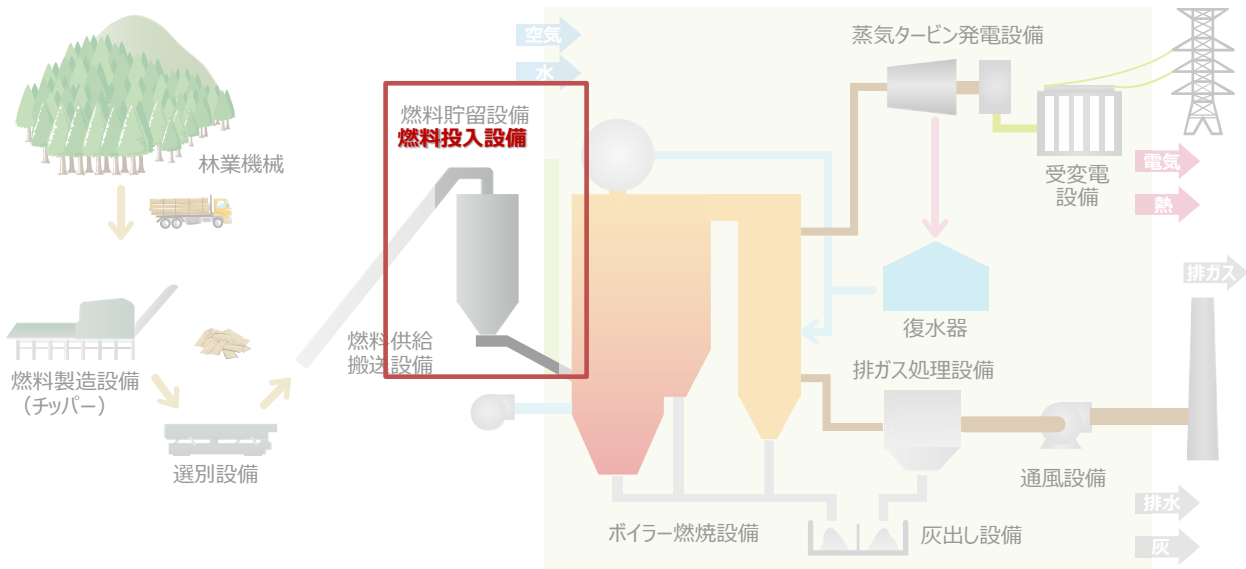 空気
水
蒸気タービン発電設備
燃料貯留設備
燃料投入設備
林業機械
電気
熱
受変電
設備
排ガス
復水器
燃料供給
搬送設備
排ガス処理設備
燃料製造設備
（チッパー）
選別設備
通風設備
排水
ボイラー燃焼設備
灰出し設備
灰